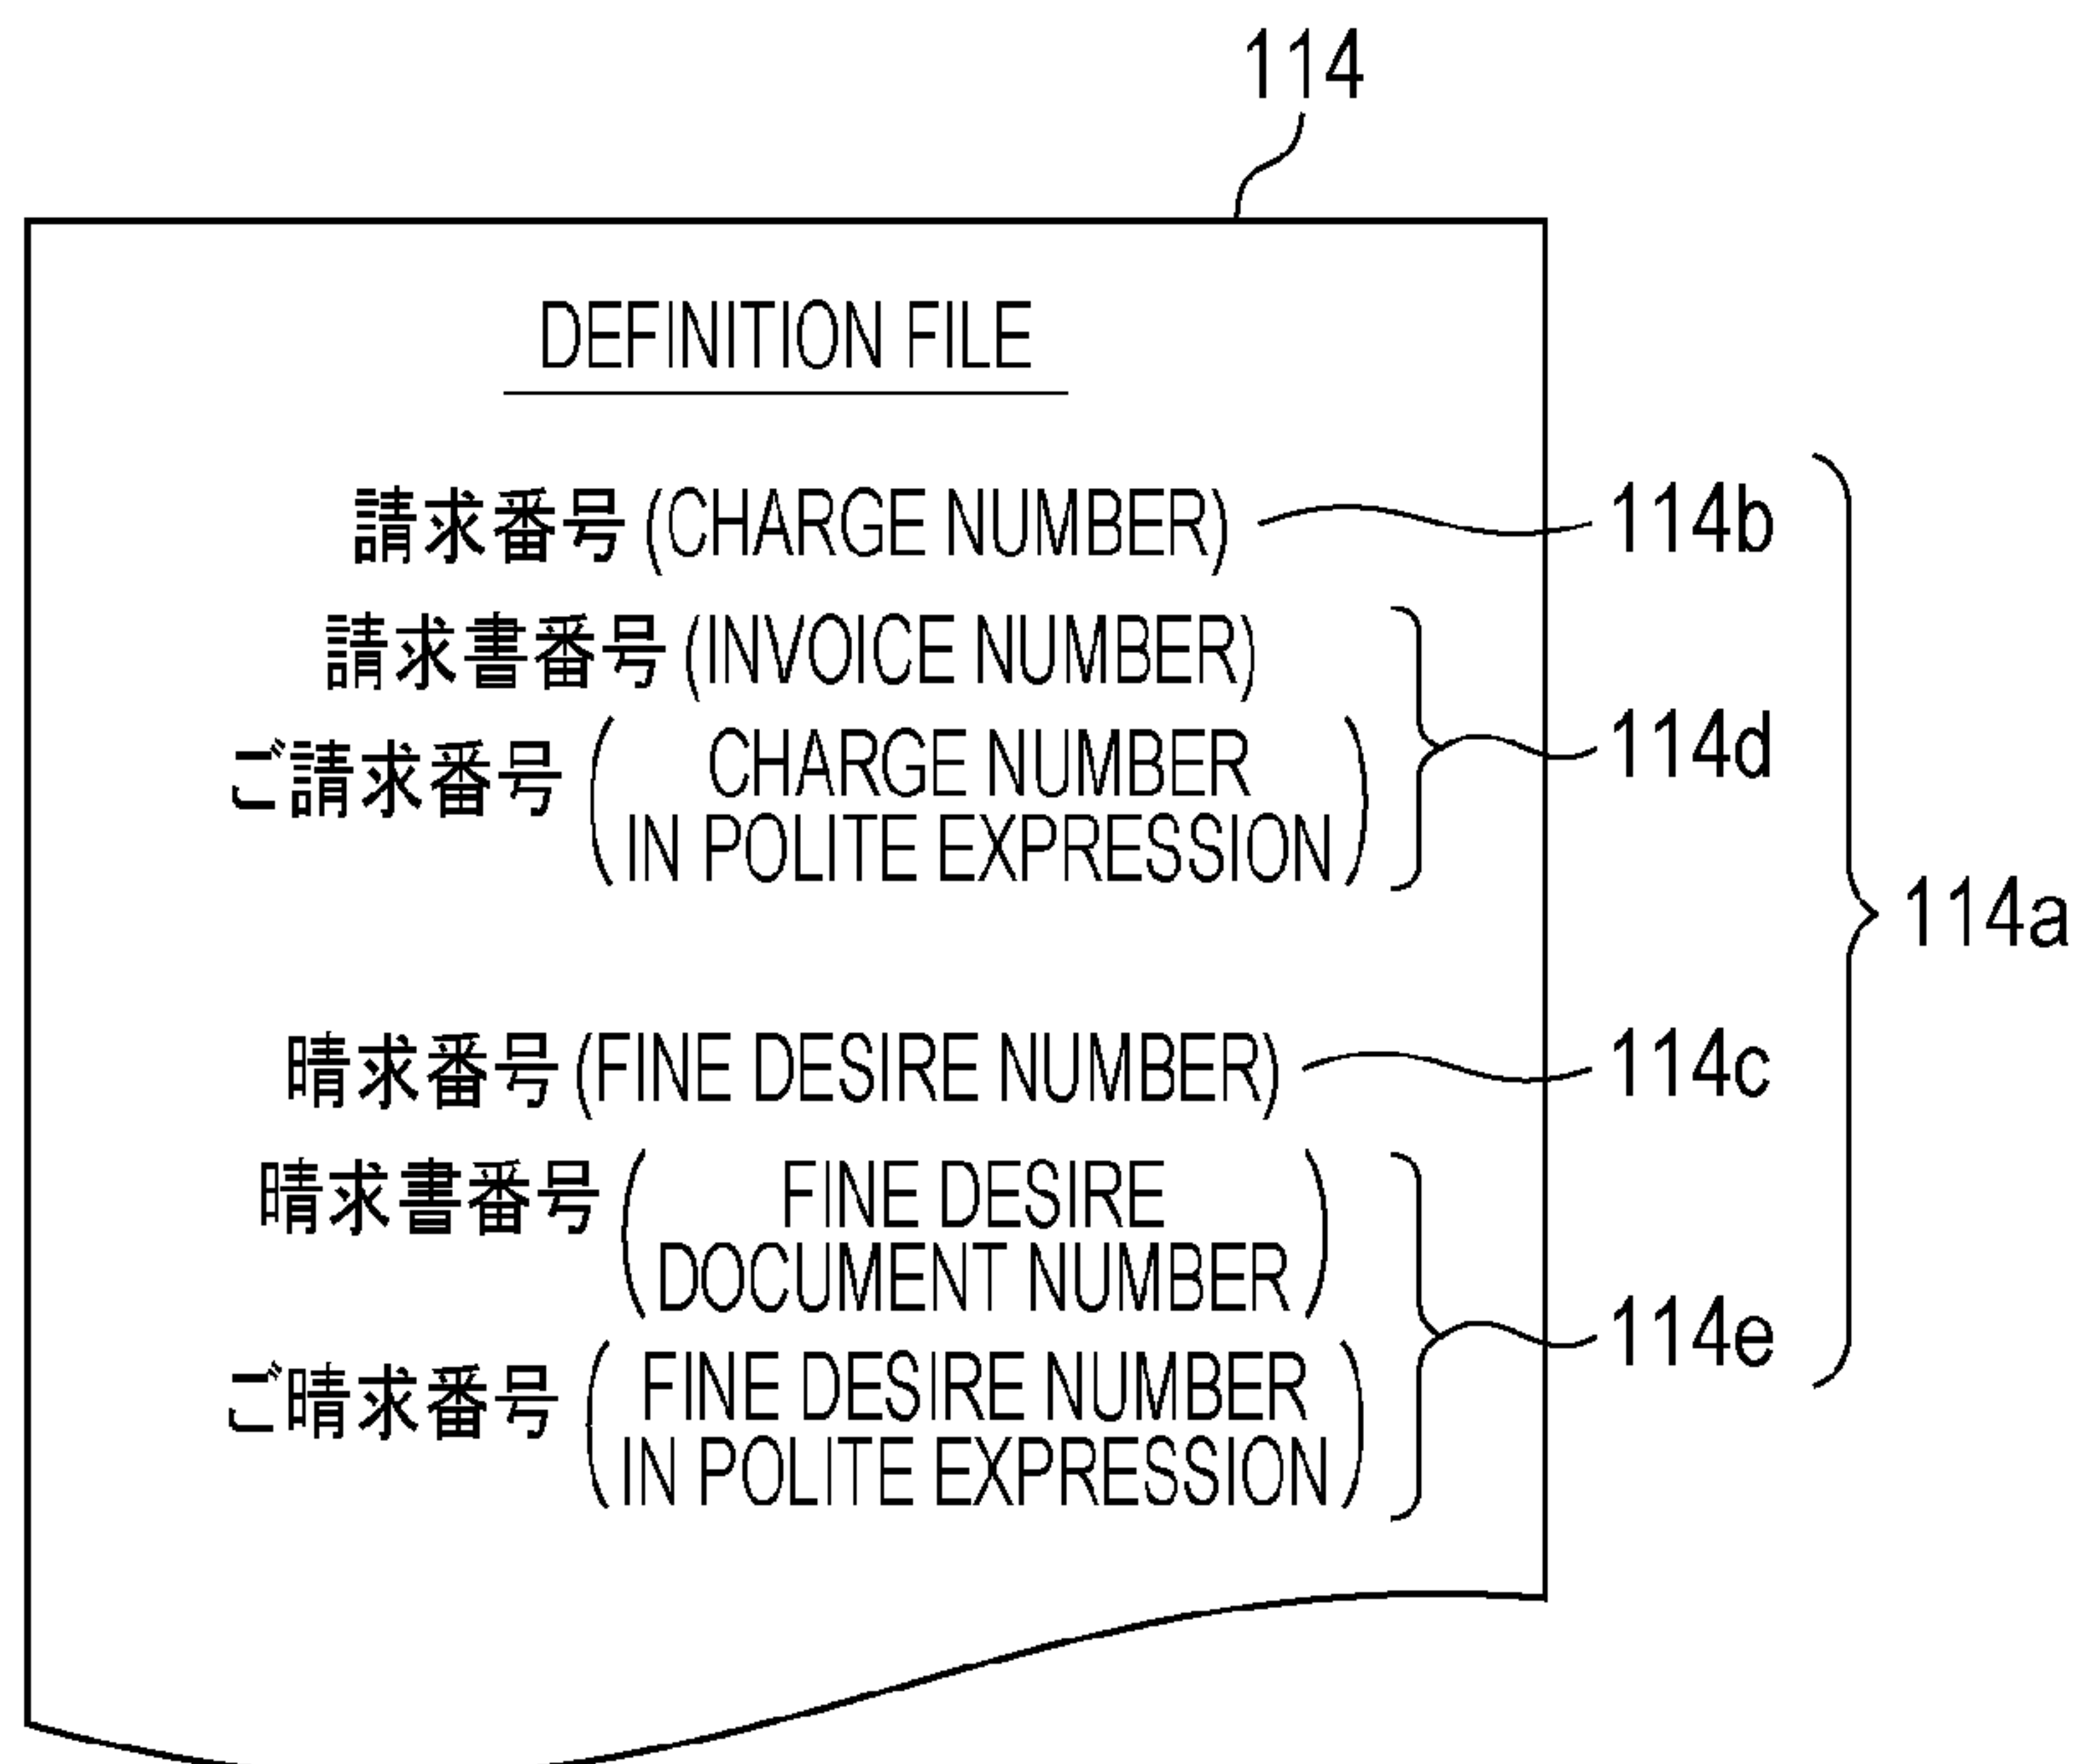 114
DEFINITION FILE
請求番号(CHARGE NUMBER) 114b
請求書番号(INVOICE NUMBER)
ご請求番号(CHARGE NUMBER
IN POLITE EXPRESSION)
114d
114a
晴求番号(FINE DESIRE NUMBER) 114c
晴求書番号(FINE DESIRE
DOCUMENT NUMBER)
114e
ご晴求番号(FINE DESIRE NUMBER
IN POLITE EXPRESSION)